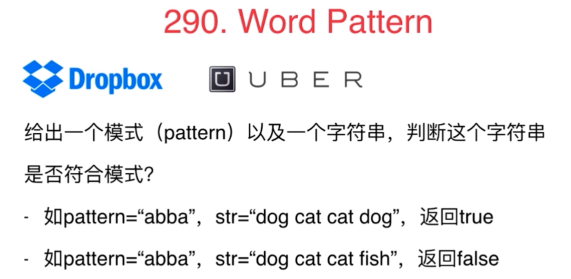 290. Word Pattern
Dropbox UBER
给出一个模式（pattern）以及一个字符串，判断这个字符串
是否符合模式？
- 如pattern=“abba”，str=“dog cat cat dog”，返回true
- 如pattern=“abba”，str=“dog cat cat fish”，返回false